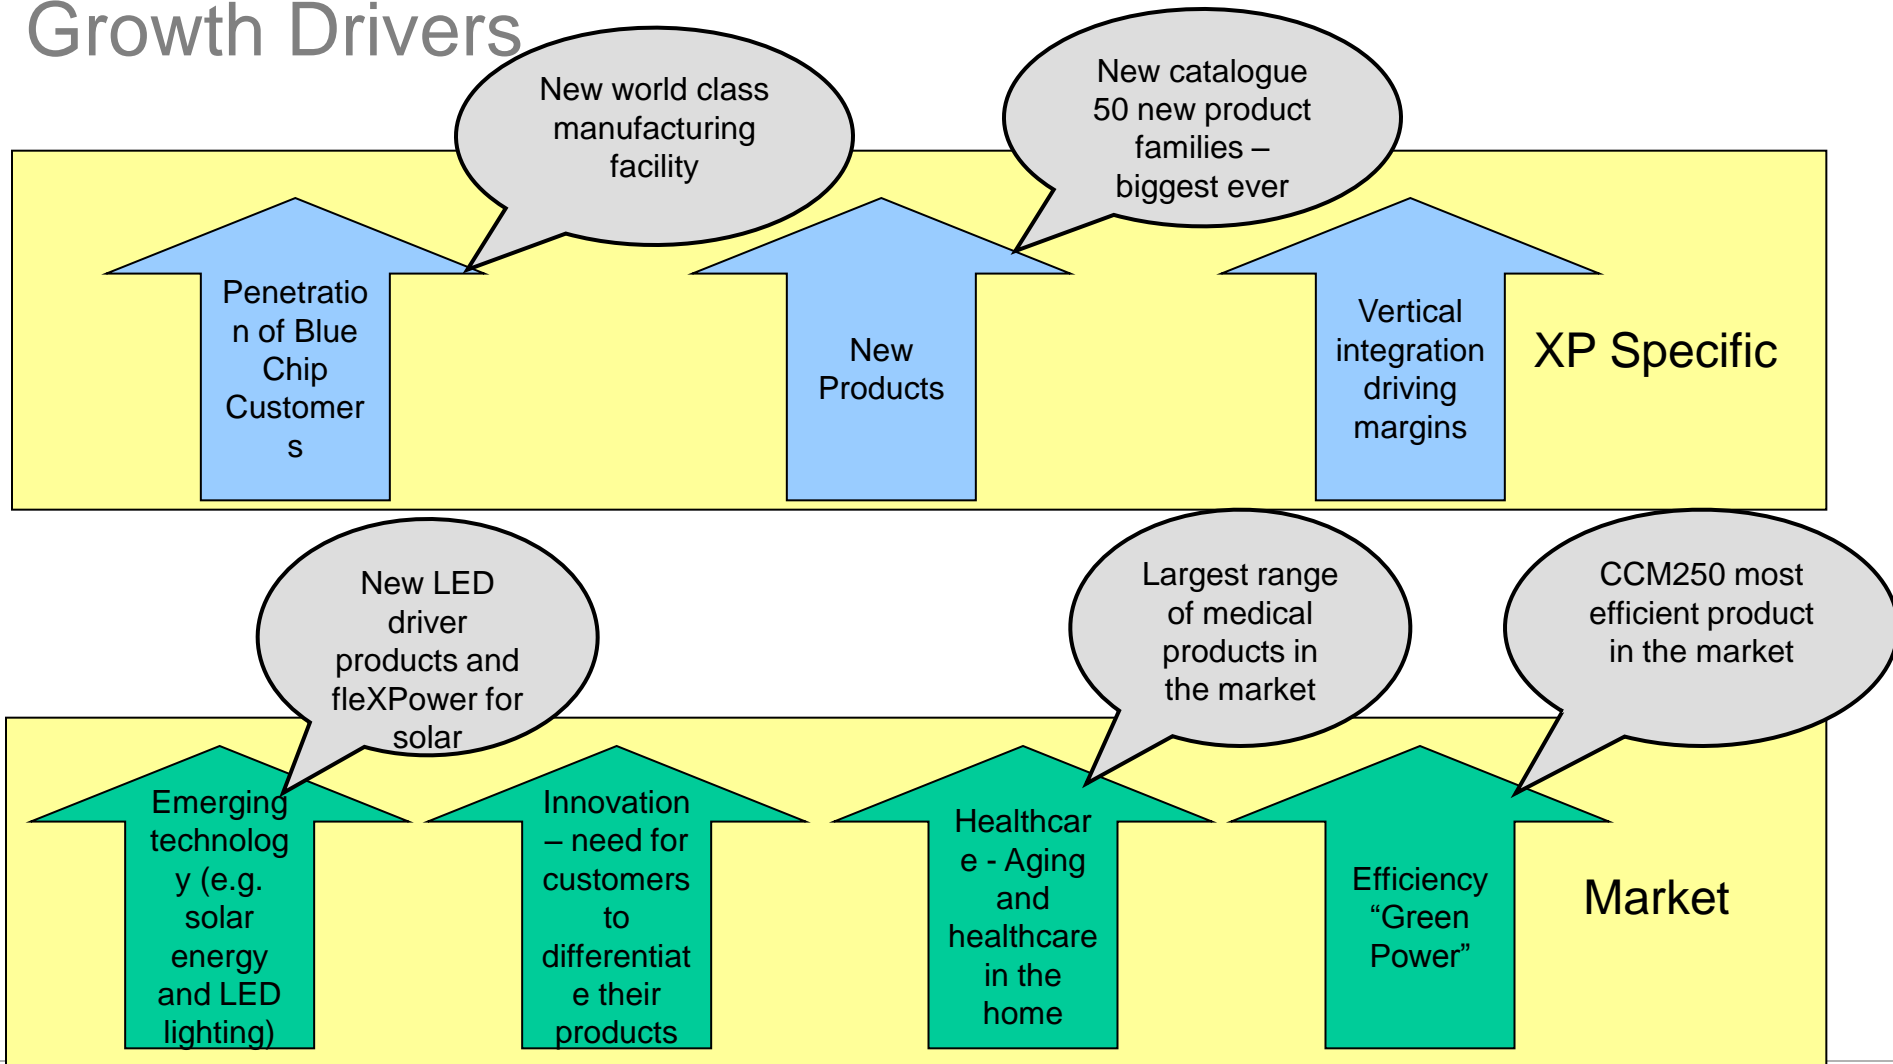 Growth Drivers
New world class
manufacturing
facility
New catalogue
50 new product
families –
biggest ever
Penetratio
n of Blue
Chip
Customer
s
New
Products
Vertical
integration
driving
margins
XP Specific
New LED
driver
products and
fleXPower for
solar
Largest range
of medical
products in
the market
CCM250 most
efficient product
in the market
Emerging
technolog
y (e.g.
solar
energy
and LED
lighting)
Innovation
– need for
customers
to
differentiat
e their
products
Healthcar
e - Aging
and
healthcare
in the
home
Efficiency
“Green
Power”
Market